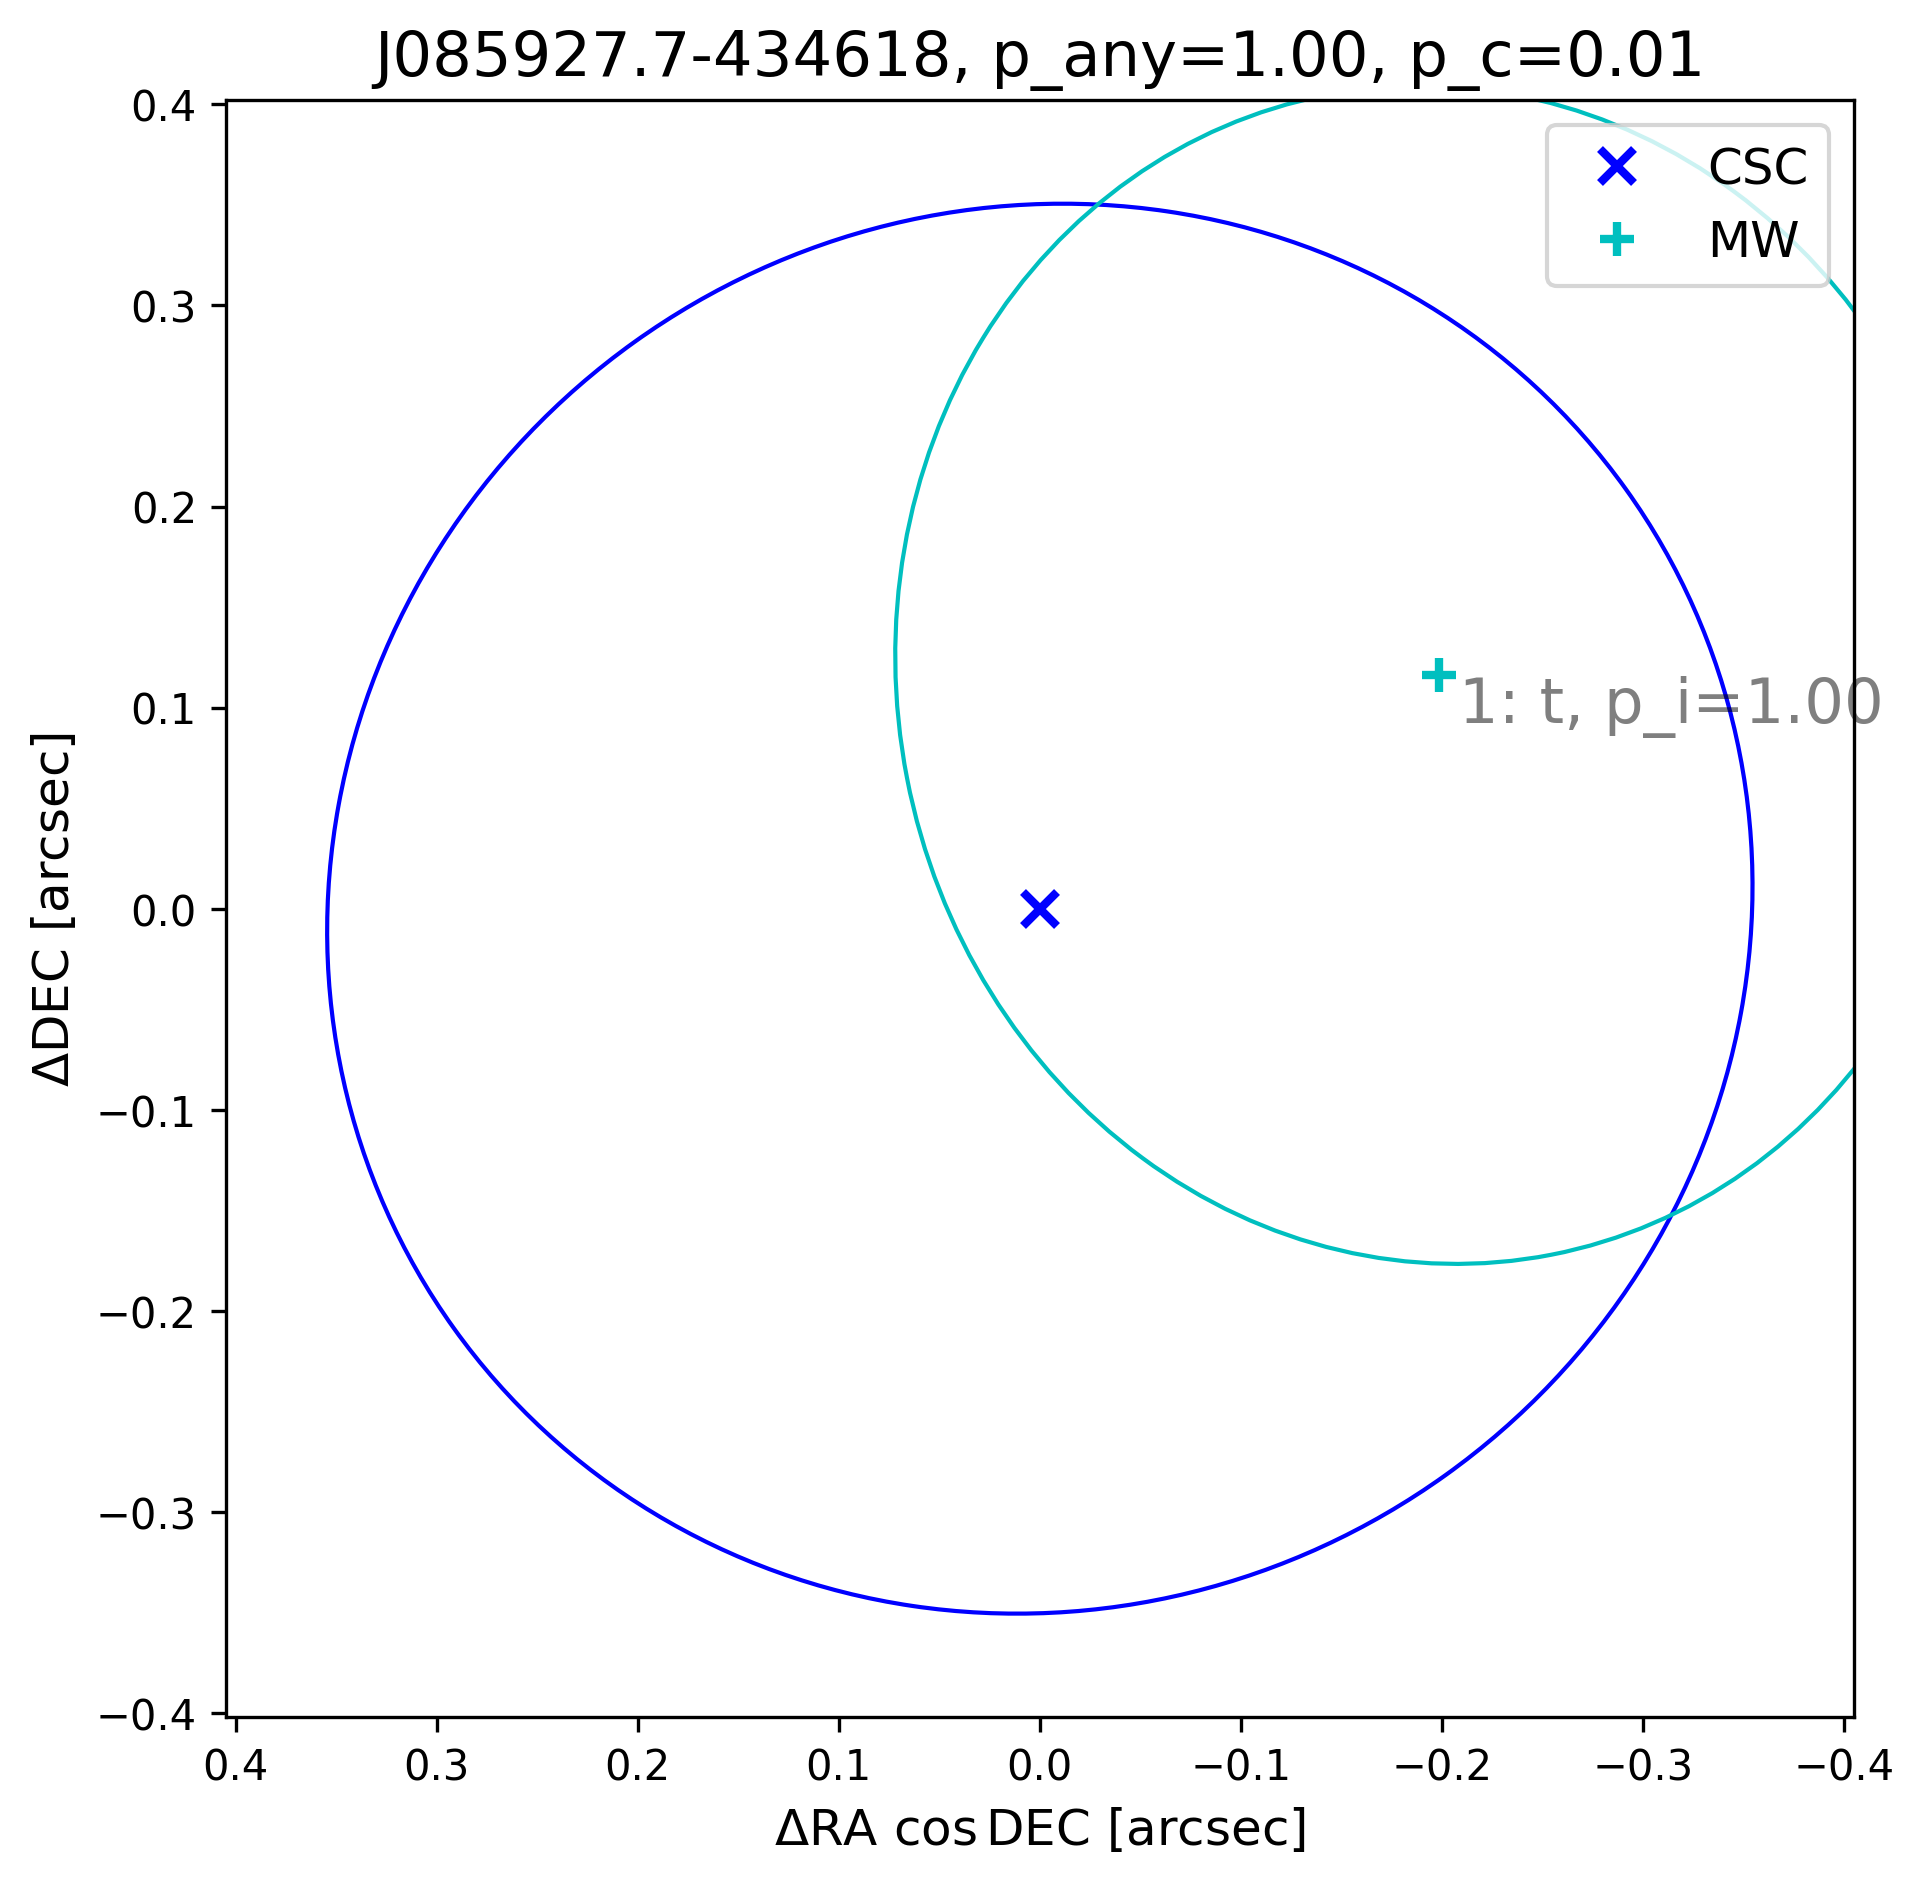 J085927.7-434618, p_any=1.00, p_c=0.01
CSC
MW
1: t, p_i=1.00
ΔDEC [arcsec]
0.4
0.3
0.2
0.1
0.0
−0.1
−0.2
−0.3
−0.4
0.4 0.3 0.2 0.1 0.0 −0.1 −0.2 −0.3 −0.4
ΔRA cos DEC [arcsec]